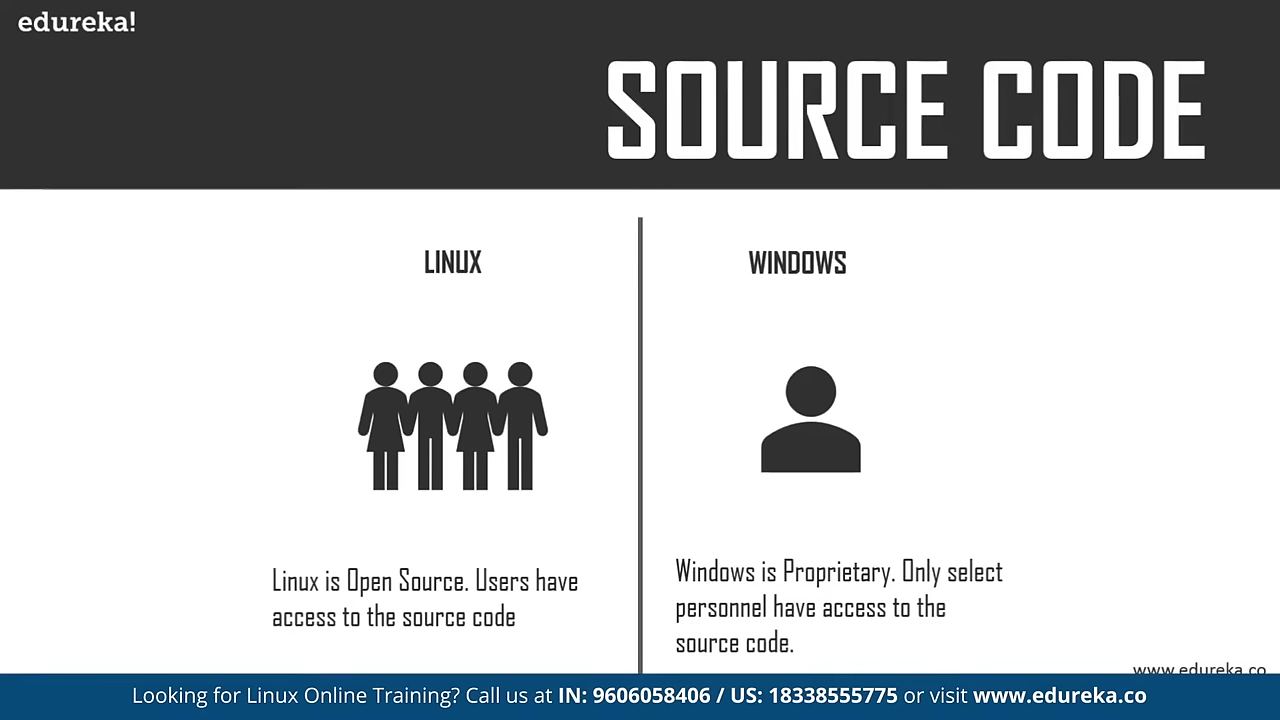 edureka!
SOURCE CODE
LINUX
Linux is Open Source. Users have
access to the source code
WINDOWS
Windows is Proprietary. Only select
personnel have access to the
source code.
www.edureka.co
Looking for Linux Online Training? Call us at IN: 9606058406 / US: 18338555775 or visit www.edureka.co